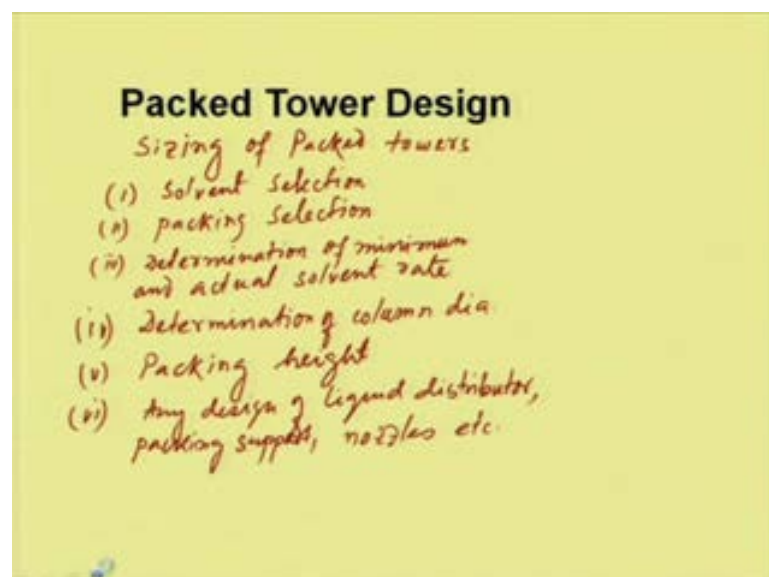 Packed Tower Design
Sizing of Packed towers
(i) Solvent selection
(ii) packing selection
(iii) Determination of minimum
and actual solvent rate
(iv) Determination of column dia.
(v) Packing height
(vi) Any design of liquid distributor,
packing support, nozzles etc.